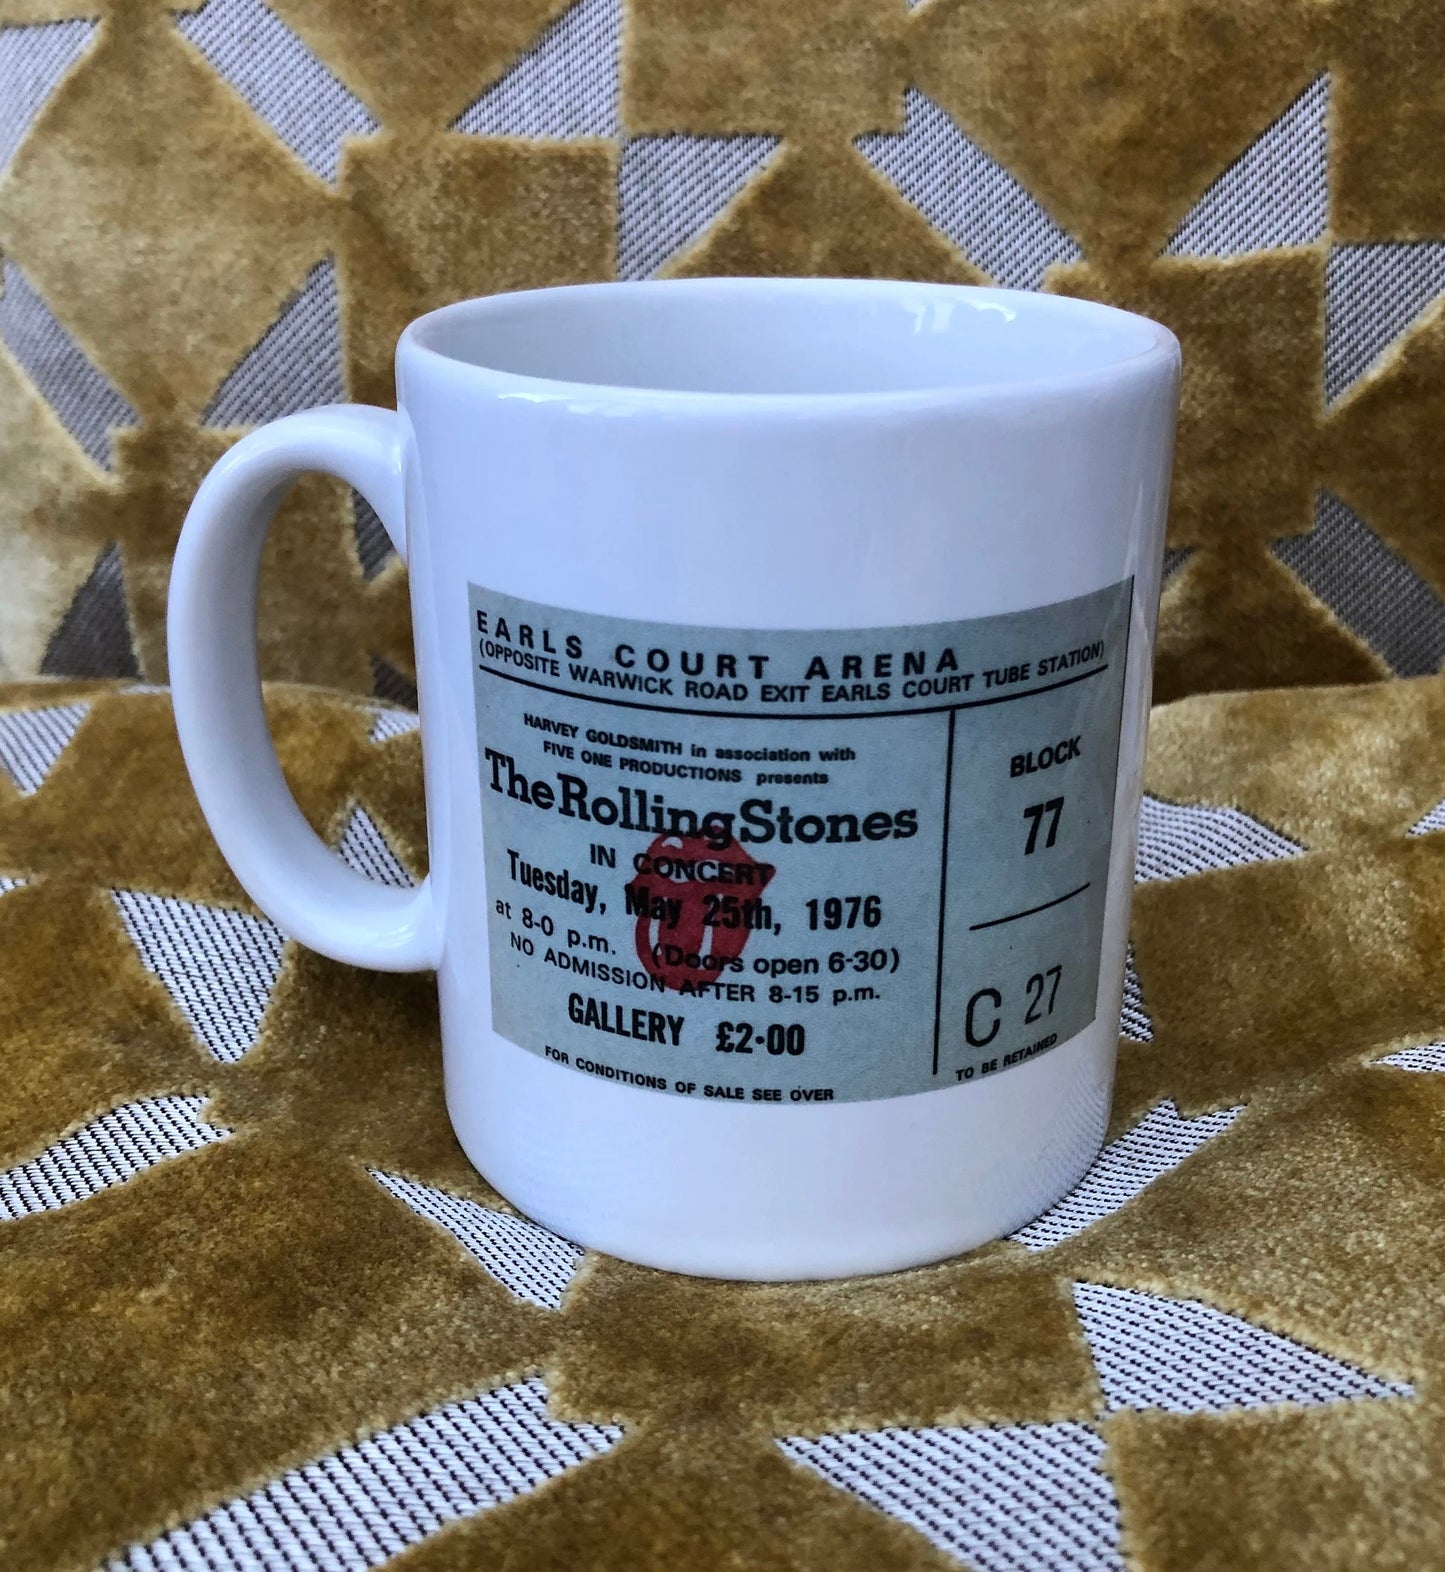 EARLS COURT ARENA
(OPPOSITE WARWICK ROAD EXIT EARLS COURT TUBE STATION)
HARVEY GOLDSMITH in association with
FIVE ONE PRODUCTIONS presents
The Rolling Stones
IN CONCERT
Tuesday, May 25th, 1976
at 8-0 p.m. (Doors open 6-30)
NO ADMISSION AFTER 8-15 p.m.
GALLERY £2·00
FOR CONDITIONS OF SALE SEE OVER
BLOCK
77
C 27
TO BE RETAINED